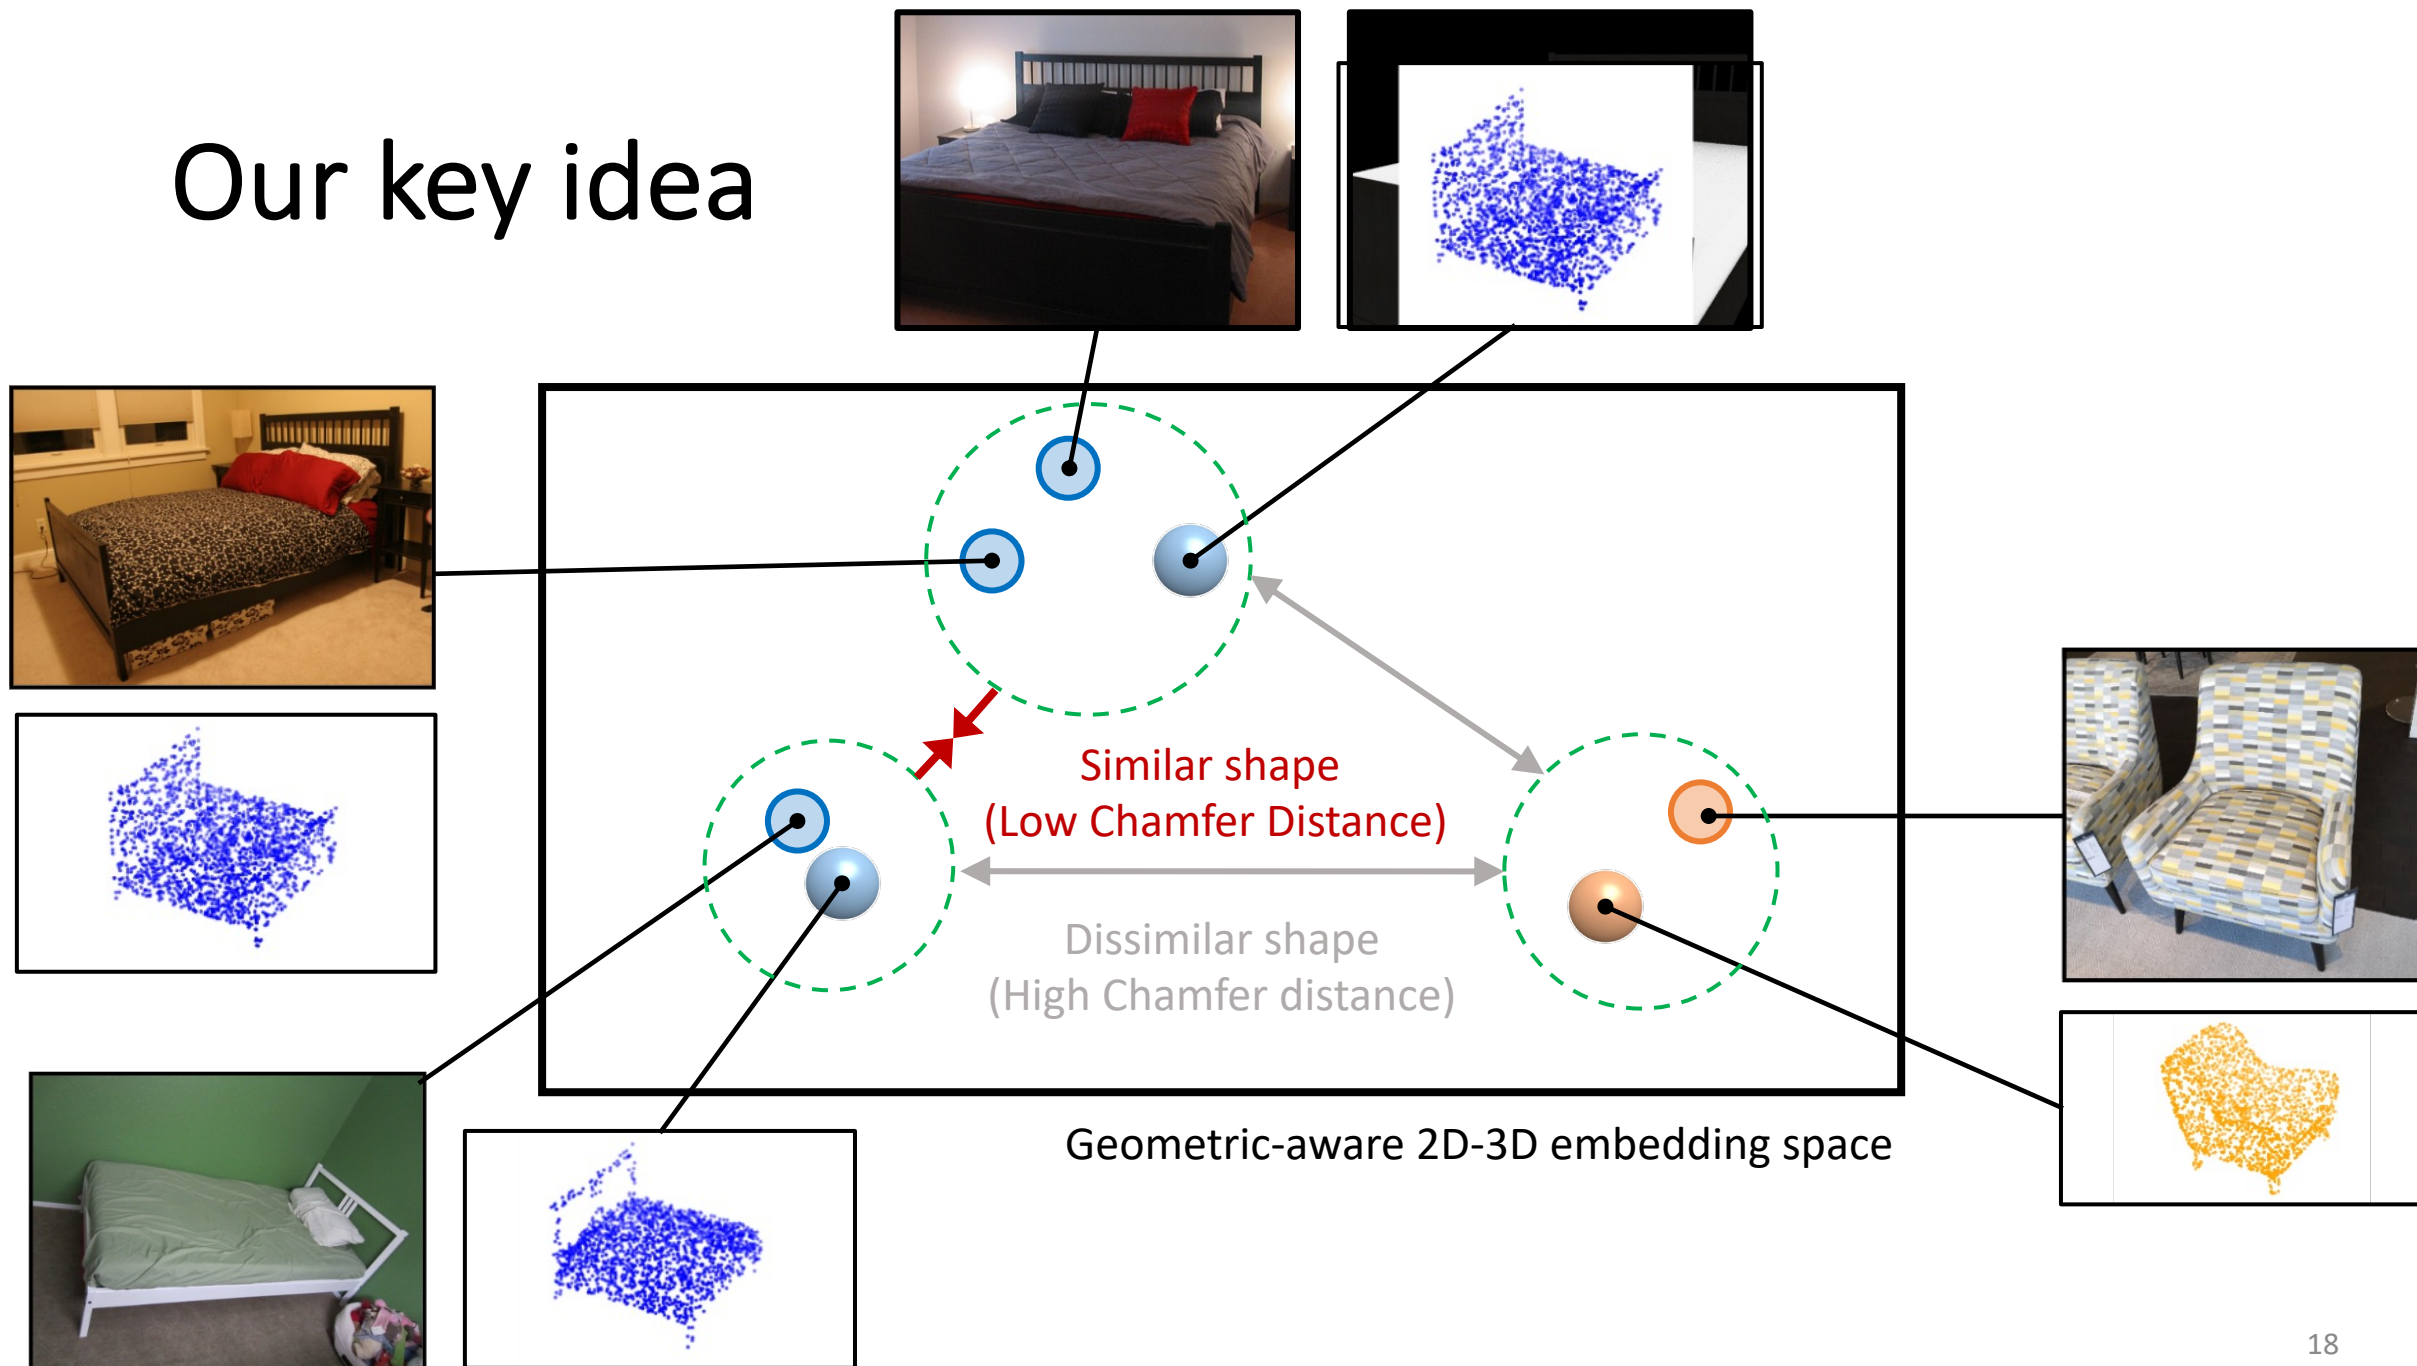 Our key idea
Similar shape
(Low Chamfer Distance)
Dissimilar shape
(High Chamfer distance)
Geometric-aware 2D-3D embedding space
18